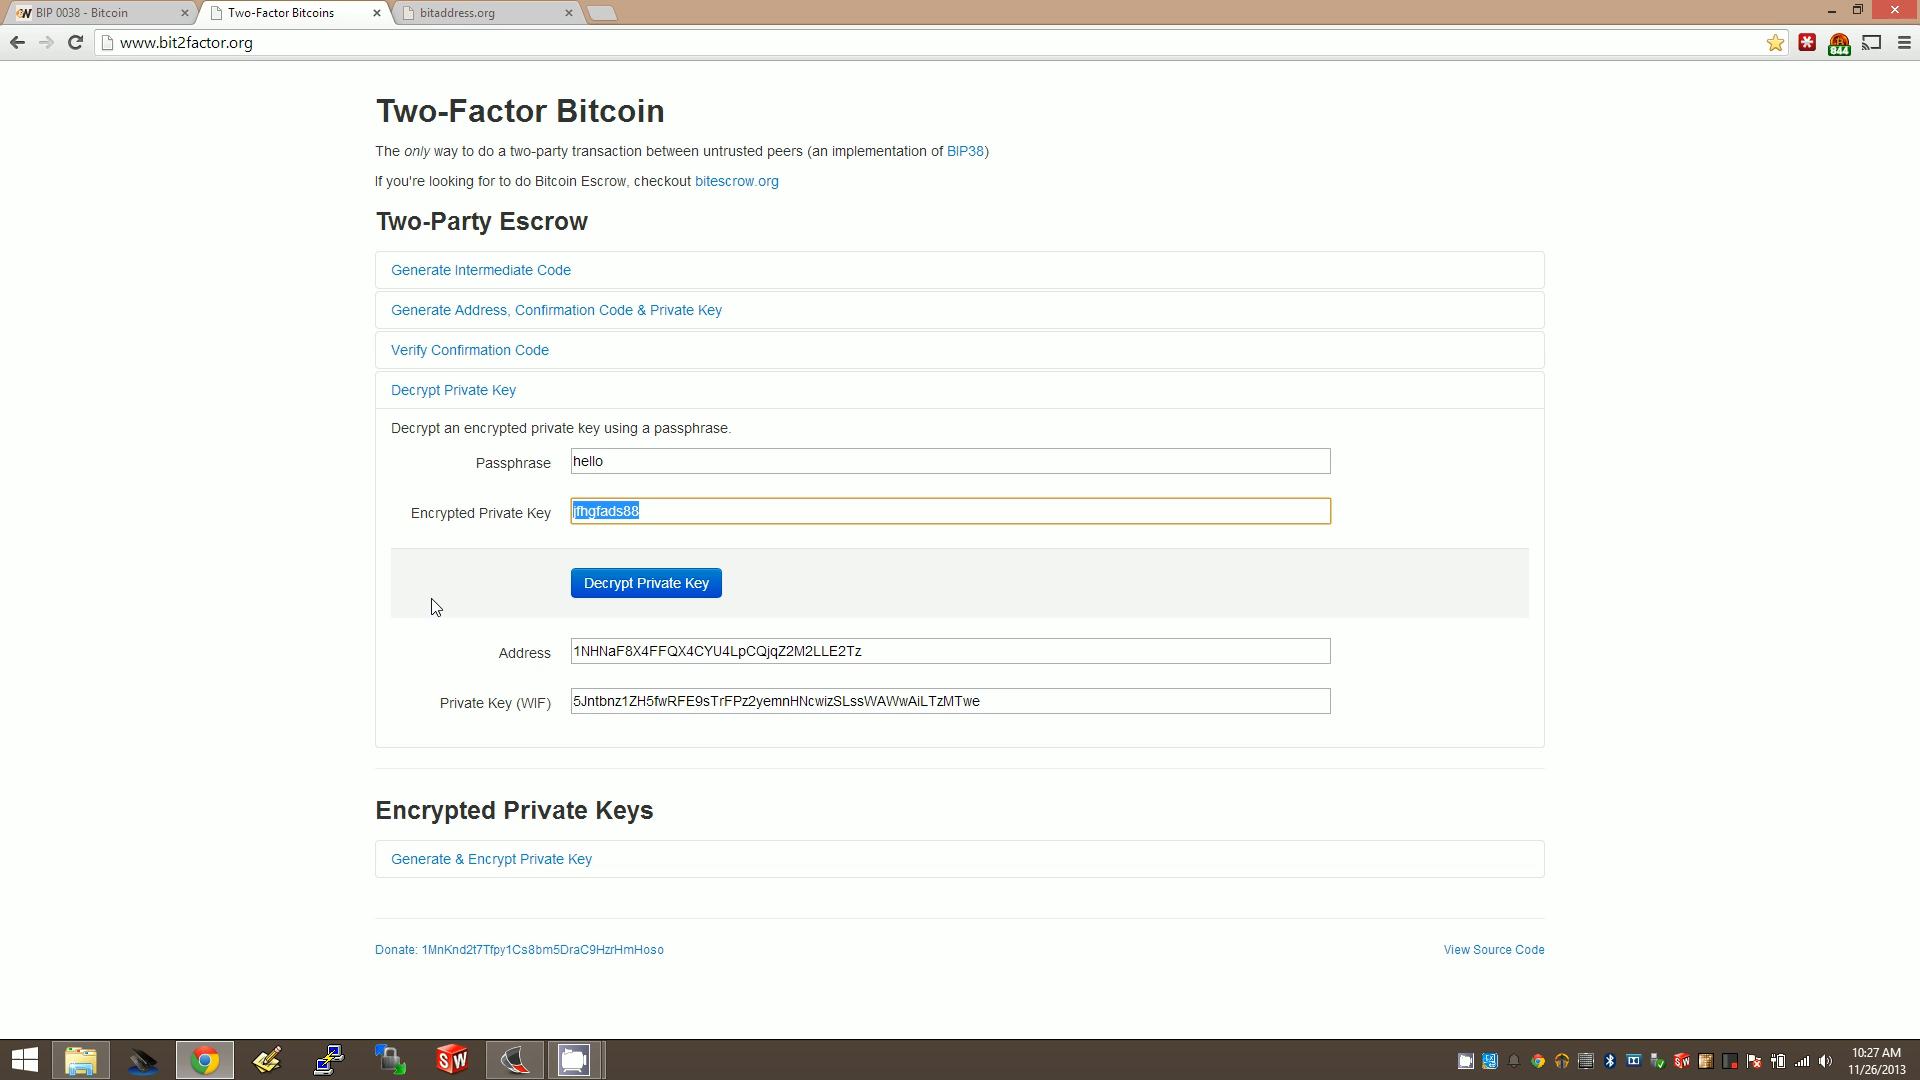 BIP 0038 - Bitcoin
Two-Factor Bitcoins
bitaddress.org
www.bit2factor.org
844
Two-Factor Bitcoin
The only way to do a two-party transaction between untrusted peers (an implementation of BIP38)
If you're looking for to do Bitcoin Escrow, checkout bitescrow.org
Two-Party Escrow
Generate Intermediate Code
Generate Address, Confirmation Code & Private Key
Verify Confirmation Code
Decrypt Private Key
Decrypt an encrypted private key using a passphrase.
Passphrase hello
Encrypted Private Key jfhgfads88
Decrypt Private Key
Address 1NHNaF8X4FFQX4CYU4LpCQjqZ2M2LLE2Tz
Private Key (WIF) 5Jntbnz1ZH5fwRFE9sTrFPz2yemnHNcwizSLssWAWwAiLTzMTwe
Encrypted Private Keys
Generate & Encrypt Private Key
Donate: 1MnKnd2t7Tfpy1Cs8bm5DraC9HzrHmHoso
View Source Code
SW
10:27 AM
11/26/2013